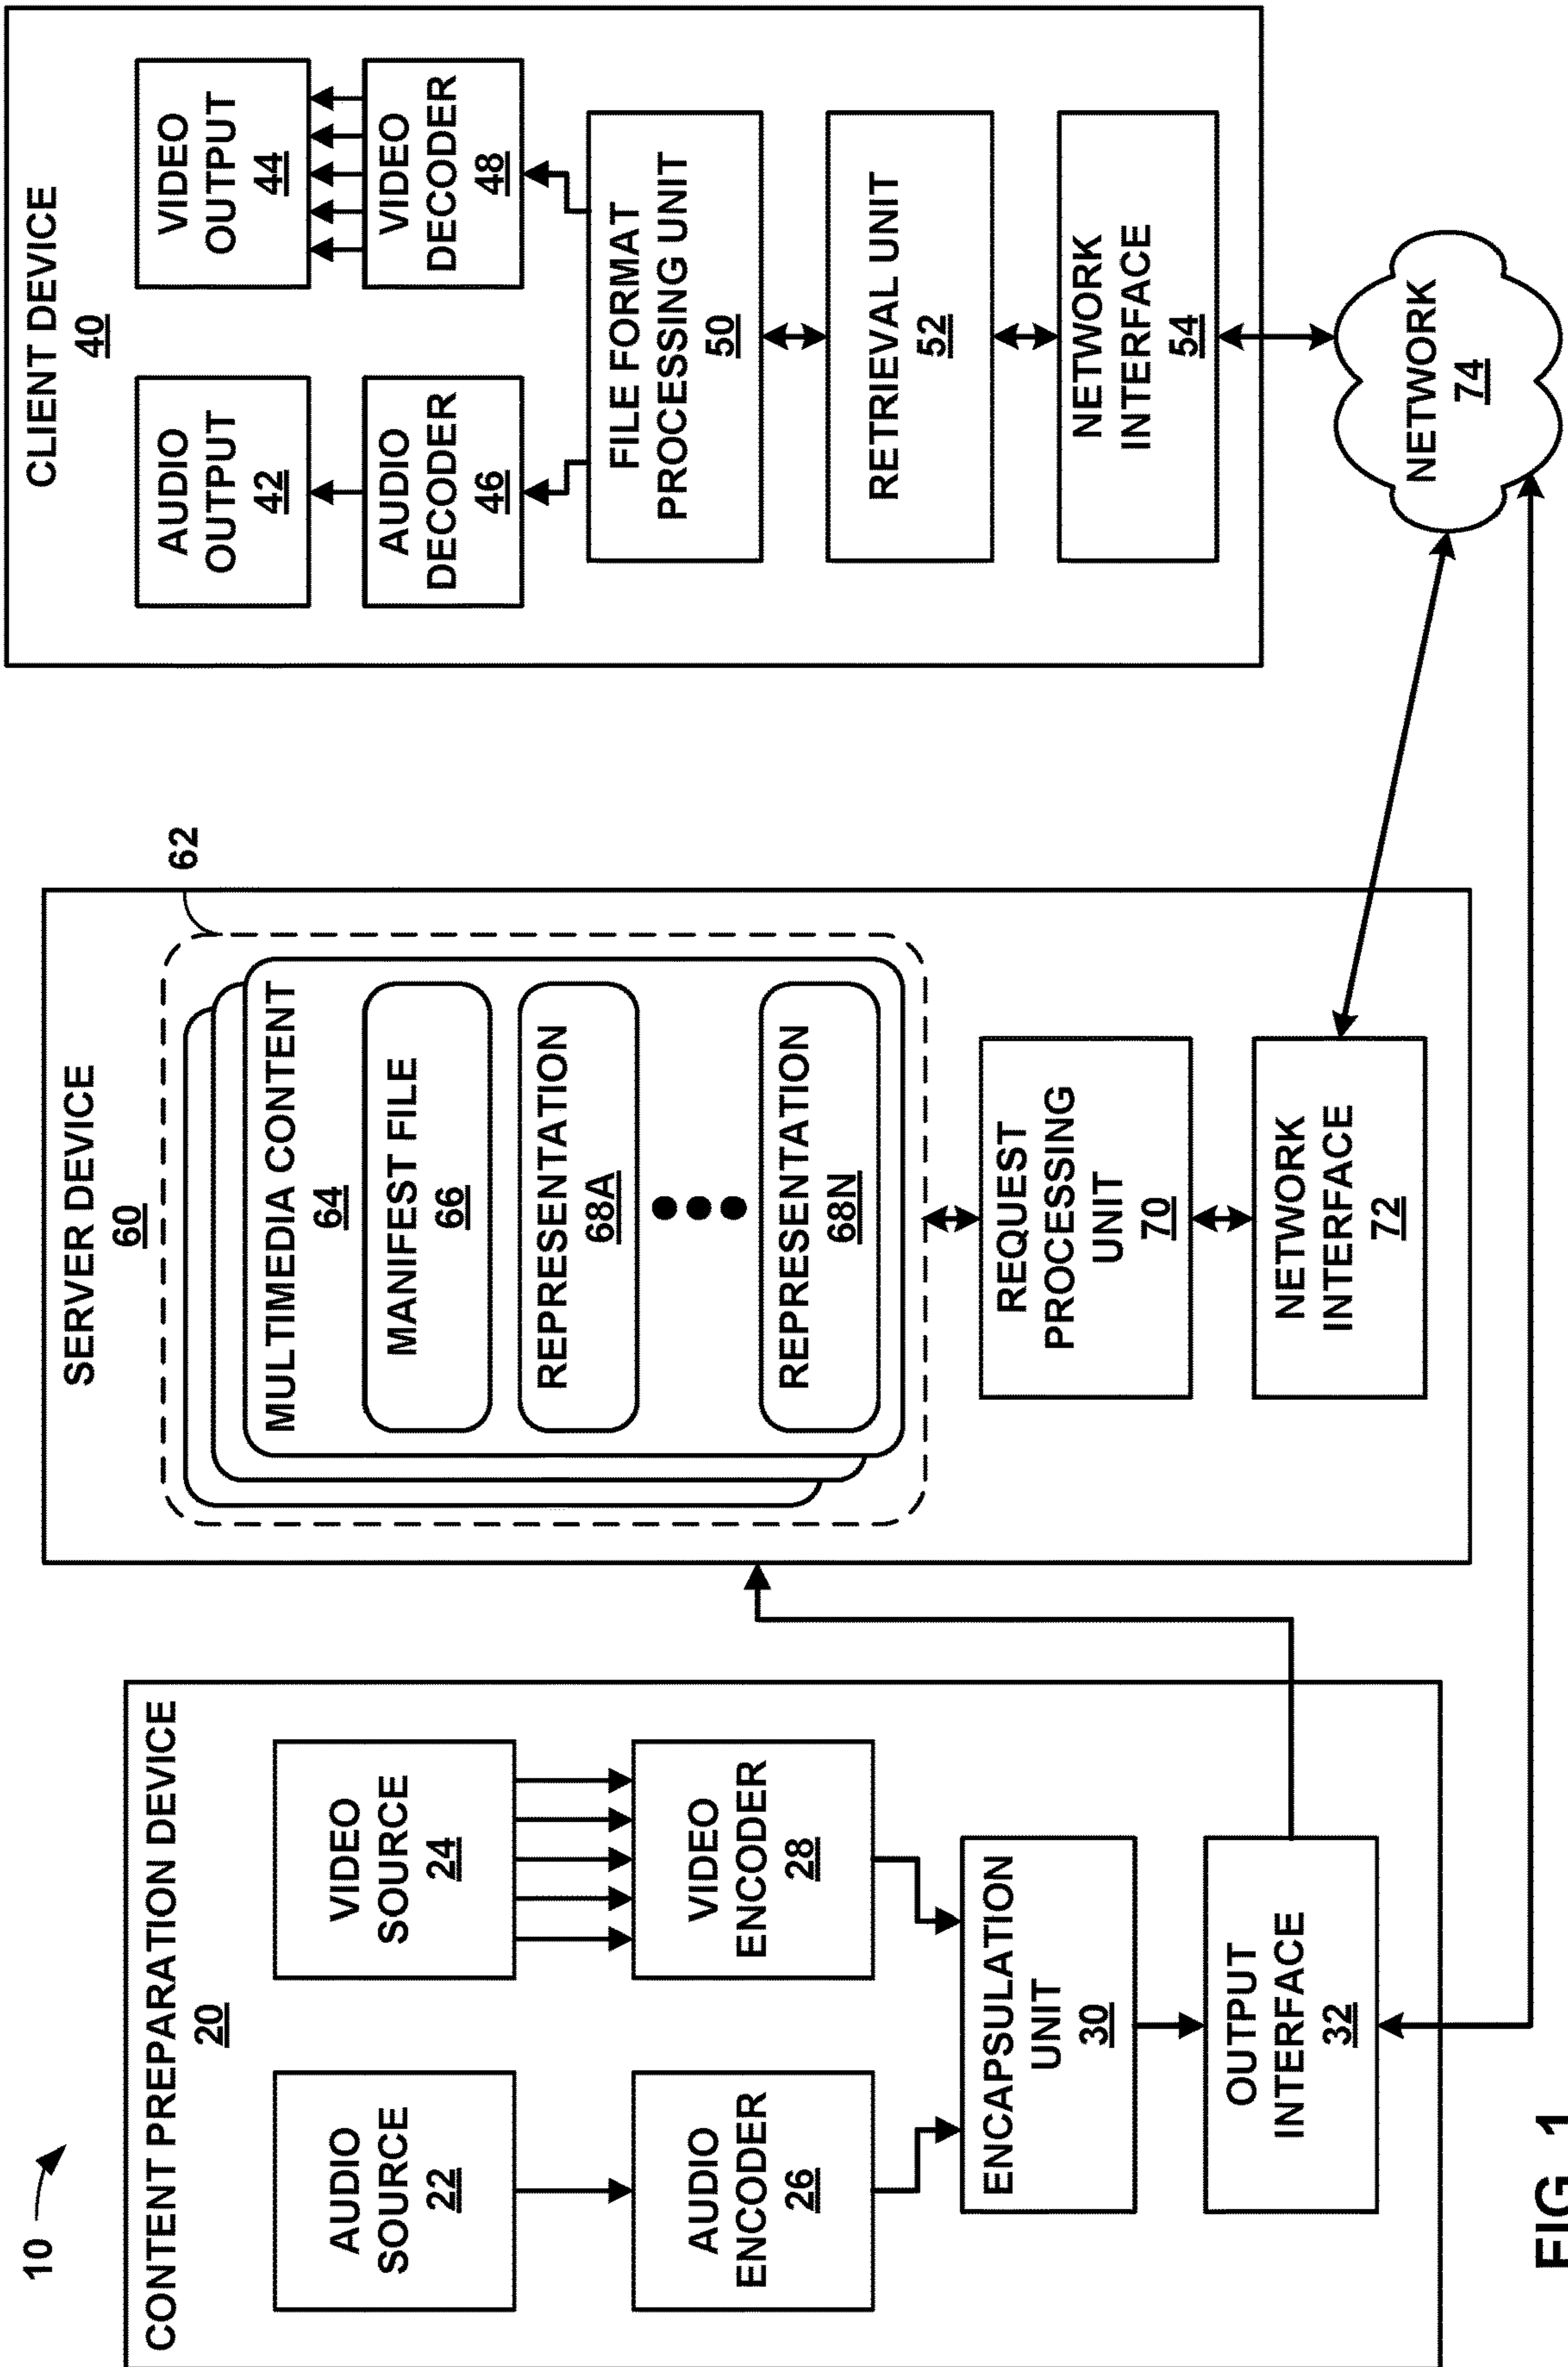 10
CONTENT PREPARATION DEVICE
20
AUDIO
SOURCE
22
VIDEO
SOURCE
24
AUDIO
ENCODER
26
VIDEO
ENCODER
28
ENCAPSULATION
UNIT
30
OUTPUT
INTERFACE
32
SERVER DEVICE
60
62
MULTIMEDIA CONTENT
64
MANIFEST FILE
66
REPRESENTATION
68A
REPRESENTATION
68N
REQUEST
PROCESSING
UNIT
70
NETWORK
INTERFACE
72
CLIENT DEVICE
40
AUDIO
OUTPUT
42
VIDEO
OUTPUT
44
AUDIO
DECODER
46
VIDEO
DECODER
48
FILE FORMAT
PROCESSING UNIT
50
RETRIEVAL UNIT
52
NETWORK
INTERFACE
54
NETWORK
74
FIG. 1